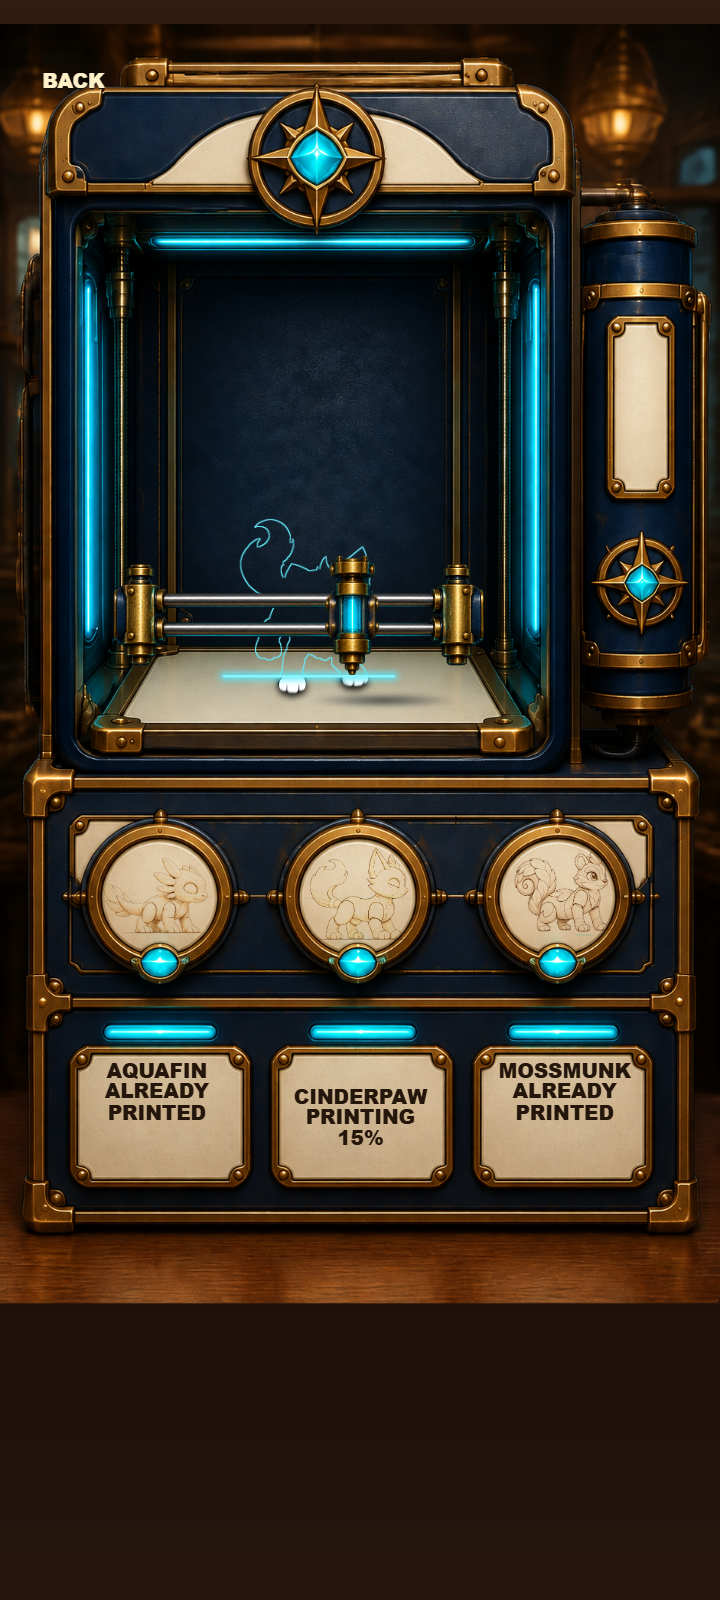 BACK
AQUAFIN
ALREADY
PRINTED
CINDERPAW
PRINTING
15%
MOSSMUNK
ALREADY
PRINTED